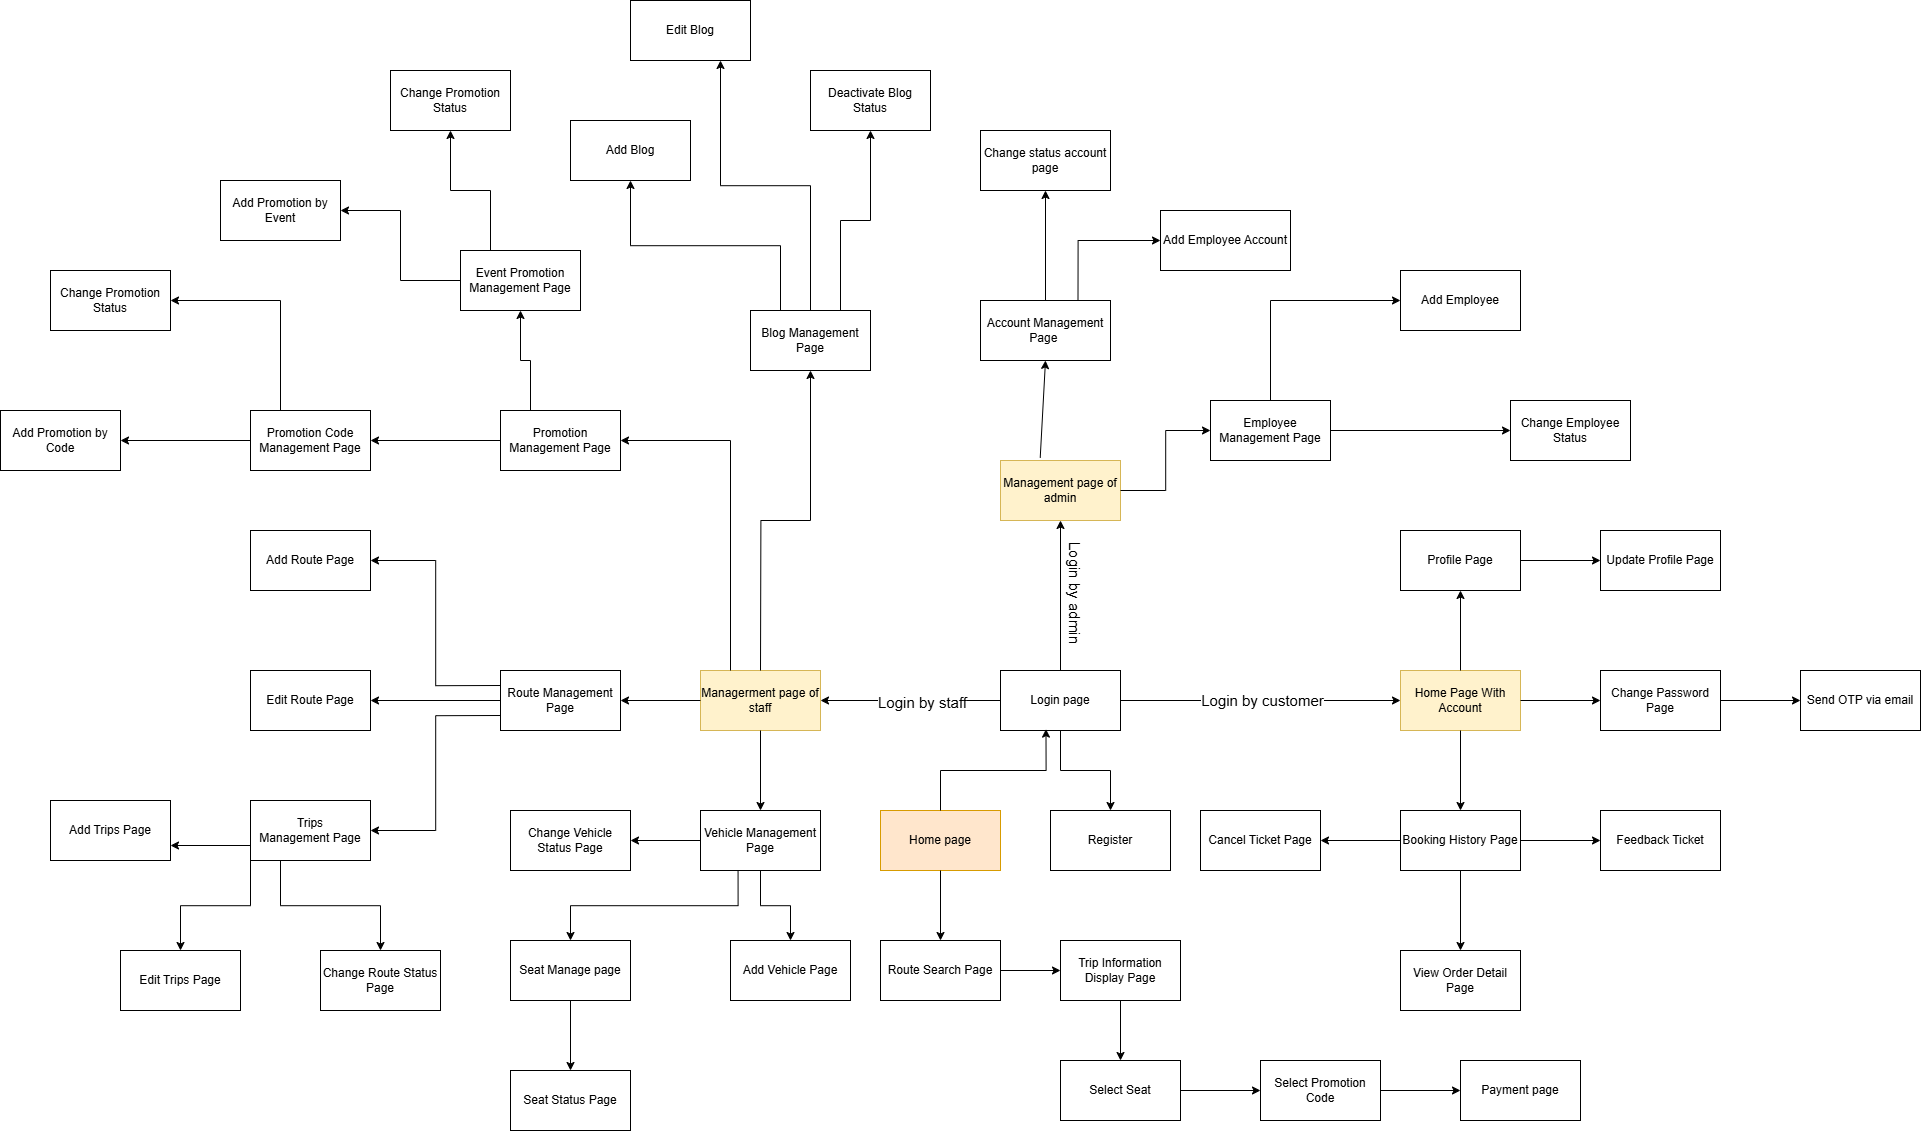 Edit Blog
Change Promotion
Status
Deactivate Blog
Status
Add Blog
Change status account
page
Add Promotion by
Event
Add Employee Account
Event Promotion
Management Page
Change Promotion
Status
Add Employee
Blog Management
Page
Account Management
Page
Add Promotion by
Code
Promotion Code
Management Page
Promotion
Management Page
Employee
Management Page
Change Employee
Status
Management page of
admin
Login by admin
Add Route Page
Profile Page
Update Profile Page
Edit Route Page
Route Management
Page
Managerment page of
staff
Login by staff
Login page
Login by customer
Home Page With
Account
Change Password
Page
Send OTP via email
Add Trips Page
Trips
Management Page
Change Vehicle
Status Page
Vehicle Management
Page
Home page
Register
Cancel Ticket Page
Booking History Page
Feedback Ticket
Edit Trips Page
Change Route Status
Page
Seat Manage page
Add Vehicle Page
Route Search Page
Trip Information
Display Page
View Order Detail
Page
Seat Status Page
Select Seat
Select Promotion
Code
Payment page